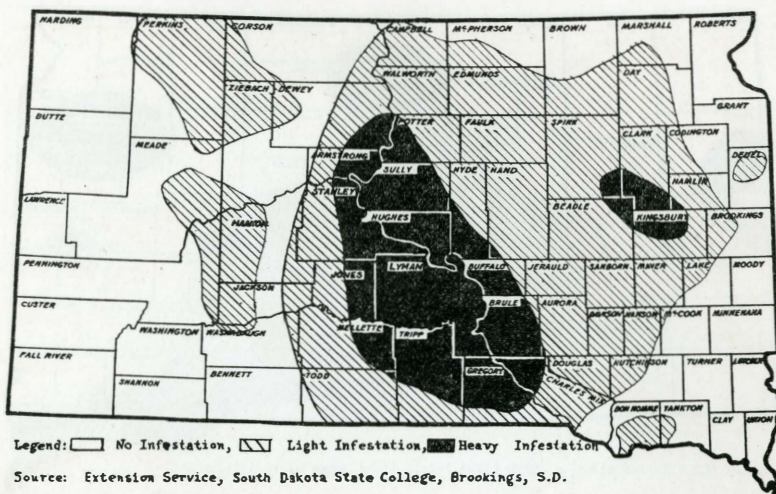 HARDING PERKINS CORSON CAMPBELL McPHERSON BROWN MARSHALL ROBERTS
WALWORTH EDMUNDS DAY
ZIEBACH DEWEY GRANT
BUTTE POTTER FAULK SPINK CLARK CODINGTON
MEADE ARMSTRONG SULLY HYDE HAND DEUEL
STANLEY HAMLIN
LAWRENCE HAAKON HUGHES BEADLE KINGSBURY BROOKINGS
PENNINGTON JONES LYMAN BUFFALO JERAULD SANBORN MINER LAKE MOODY
JACKSON
CUSTER BRULE AURORA DAVISON HANSON McCOOK MINNEHAHA
WASHINGTON WASHABAUGH MELLETTE TRIPP
FALL RIVER SHANNON BENNETT TODD GREGORY DOUGLAS HUTCHINSON TURNER LINCOLN
CHARLES MIX
BON HOMME YANKTON CLAY UNION
Legend: No Infestation, Light Infestation, Heavy Infestation
Source: Extension Service, South Dakota State College, Brookings, S.D.